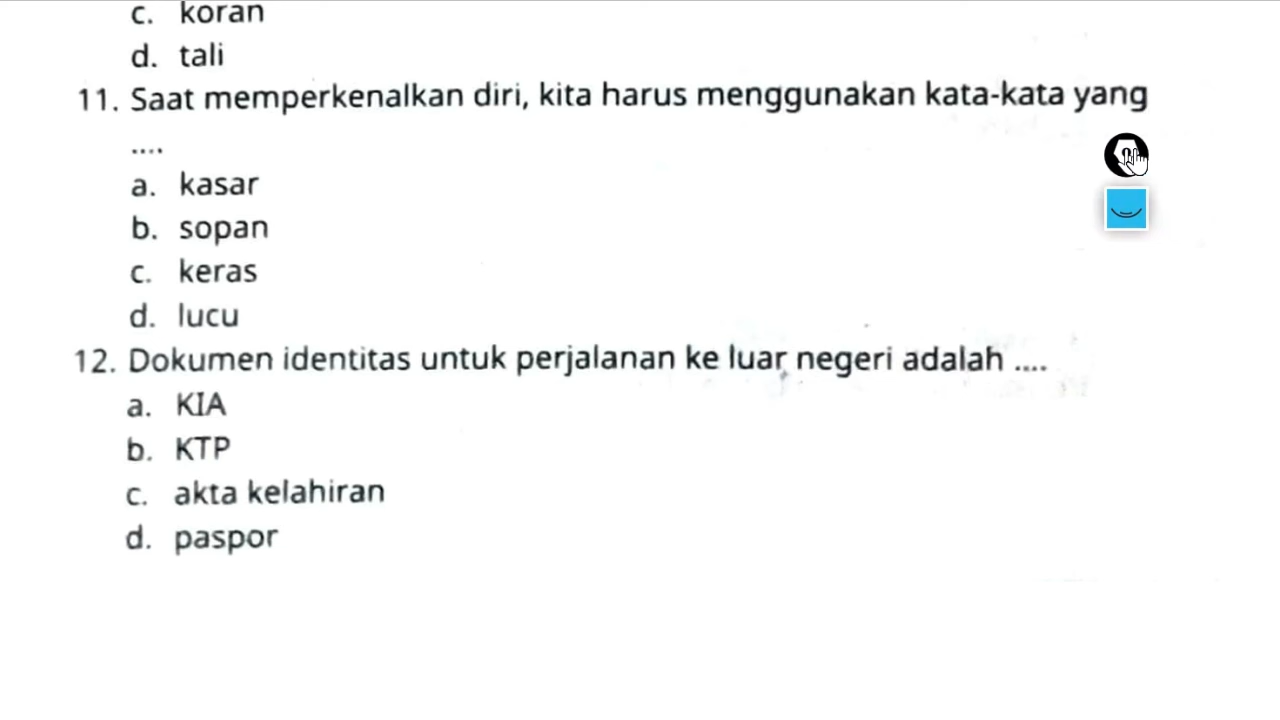 c. koran
d. tali
11. Saat memperkenalkan diri, kita harus menggunakan kata-kata yang
....
a. kasar
b. sopan
c. keras
d. lucu
12. Dokumen identitas untuk perjalanan ke luar negeri adalah ....
a. KIA
b. KTP
c. akta kelahiran
d. paspor